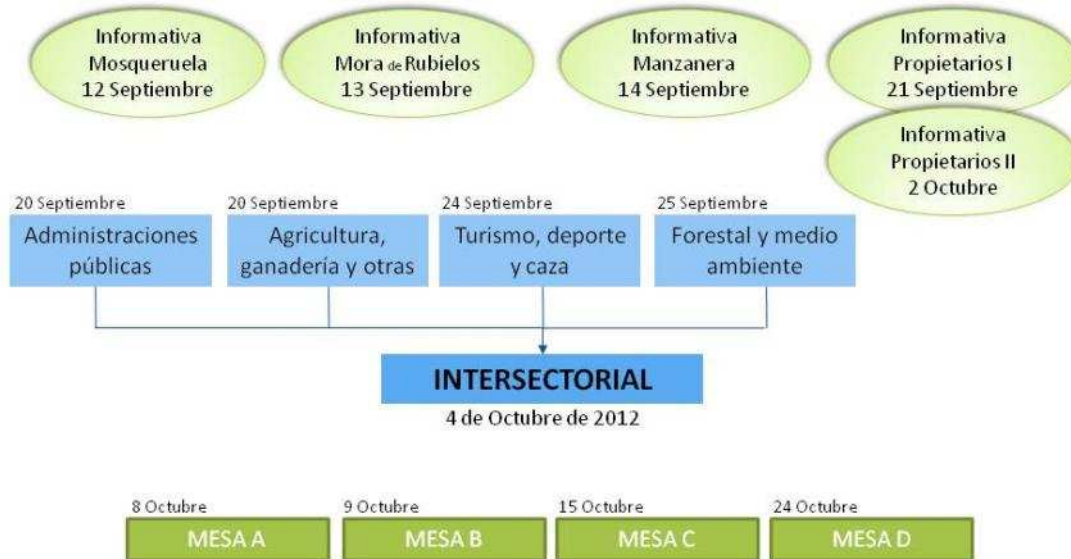 Informativa
Mosqueruela
12 Septiembre
Informativa
Mora de Rubielos
13 Septiembre
Informativa
Manzanera
14 Septiembre
Informativa
Propietarios I
21 Septiembre
Informativa
Propietarios II
2 Octubre
20 Septiembre
Administraciones
públicas
20 Septiembre
Agricultura,
ganadería y otras
24 Septiembre
Turismo, deporte
y caza
25 Septiembre
Forestal y medio
ambiente
INTERSECTORIAL
4 de Octubre de 2012
8 Octubre
MESA A
9 Octubre
MESA B
15 Octubre
MESA C
24 Octubre
MESA D